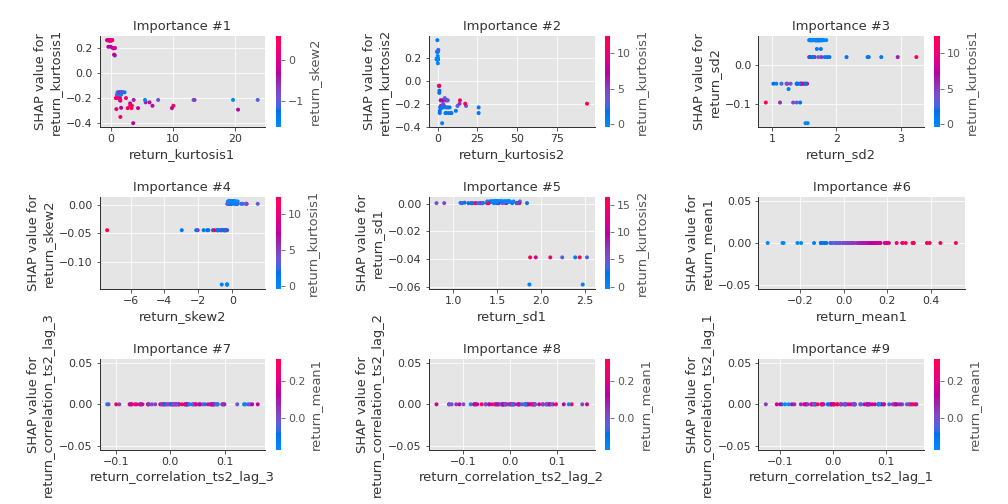 Importance #1
SHAP value for
return_kurtosis1
0.2
0.0
−0.2
−0.4
0
10
20
return_kurtosis1
0
−1
return_skew2
Importance #2
SHAP value for
return_kurtosis2
0.2
0.0
−0.2
−0.4
0
25
50
75
return_kurtosis2
10
5
0
return_kurtosis1
Importance #3
SHAP value for
return_sd2
0.0
−0.1
1
2
3
return_sd2
10
5
0
return_kurtosis1
Importance #4
SHAP value for
return_skew2
0.00
−0.05
−0.10
−6
−4
−2
0
return_skew2
10
5
0
return_kurtosis1
Importance #5
SHAP value for
return_sd1
0.00
−0.02
−0.04
−0.06
1.0
1.5
2.0
2.5
return_sd1
15
10
5
0
return_kurtosis2
Importance #6
SHAP value for
return_mean1
0.05
0.00
−0.05
−0.2
0.0
0.2
0.4
return_mean1
Importance #7
SHAP value for
return_correlation_ts2_lag_3
0.05
0.00
−0.05
−0.1
0.0
0.1
return_correlation_ts2_lag_3
0.2
0.0
return_mean1
Importance #8
SHAP value for
return_correlation_ts2_lag_2
0.05
0.00
−0.05
−0.1
0.0
0.1
return_correlation_ts2_lag_2
0.2
0.0
return_mean1
Importance #9
SHAP value for
return_correlation_ts2_lag_1
0.05
0.00
−0.05
−0.1
0.0
0.1
return_correlation_ts2_lag_1
0.2
0.0
return_mean1